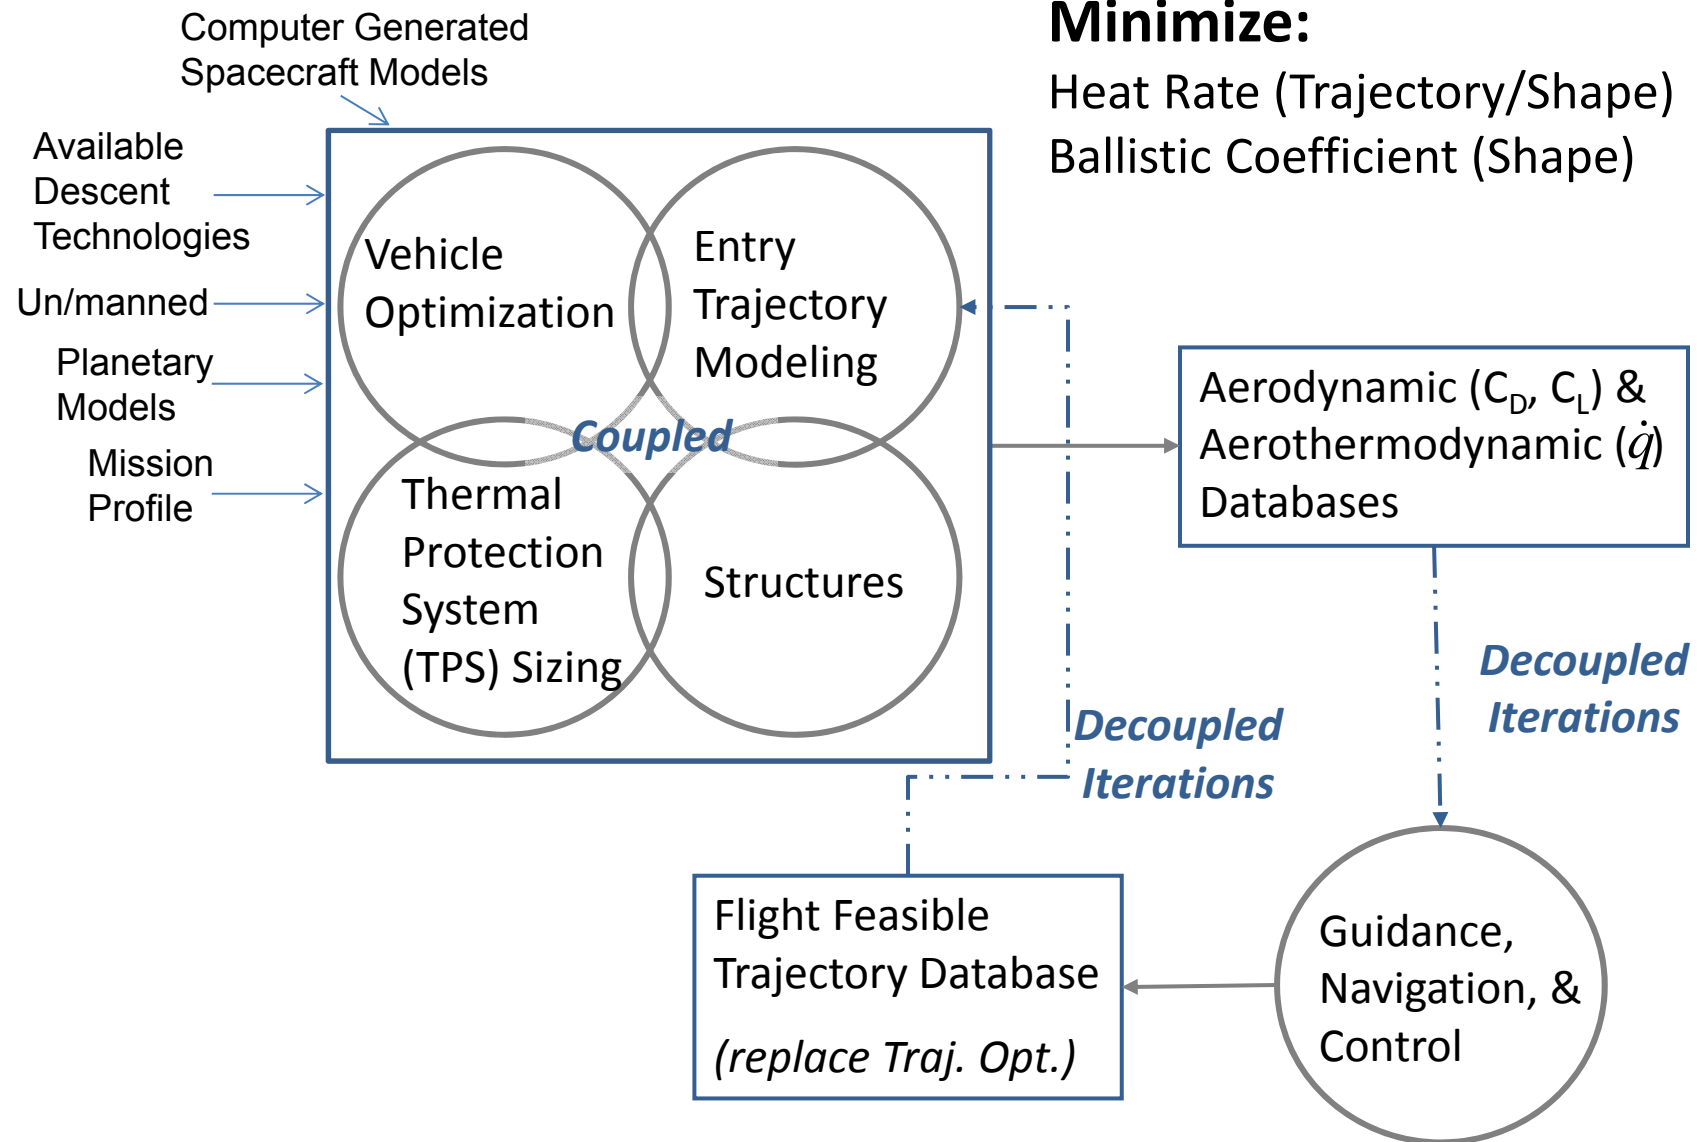 Computer Generated
Spacecraft Models
Minimize:
Heat Rate (Trajectory/Shape)
Ballistic Coefficient (Shape)
Available
Descent
Technologies
Un/manned
Planetary
Models
Mission
Profile
Vehicle
Optimization
Entry
Trajectory
Modeling
Coupled
Thermal
Protection
System
(TPS) Sizing
Structures
Aerodynamic (C_D, C_L) &
Aerothermodynamic (q̇)
Databases
Decoupled
Iterations
Decoupled
Iterations
Flight Feasible
Trajectory Database
(replace Traj. Opt.)
Guidance,
Navigation, &
Control